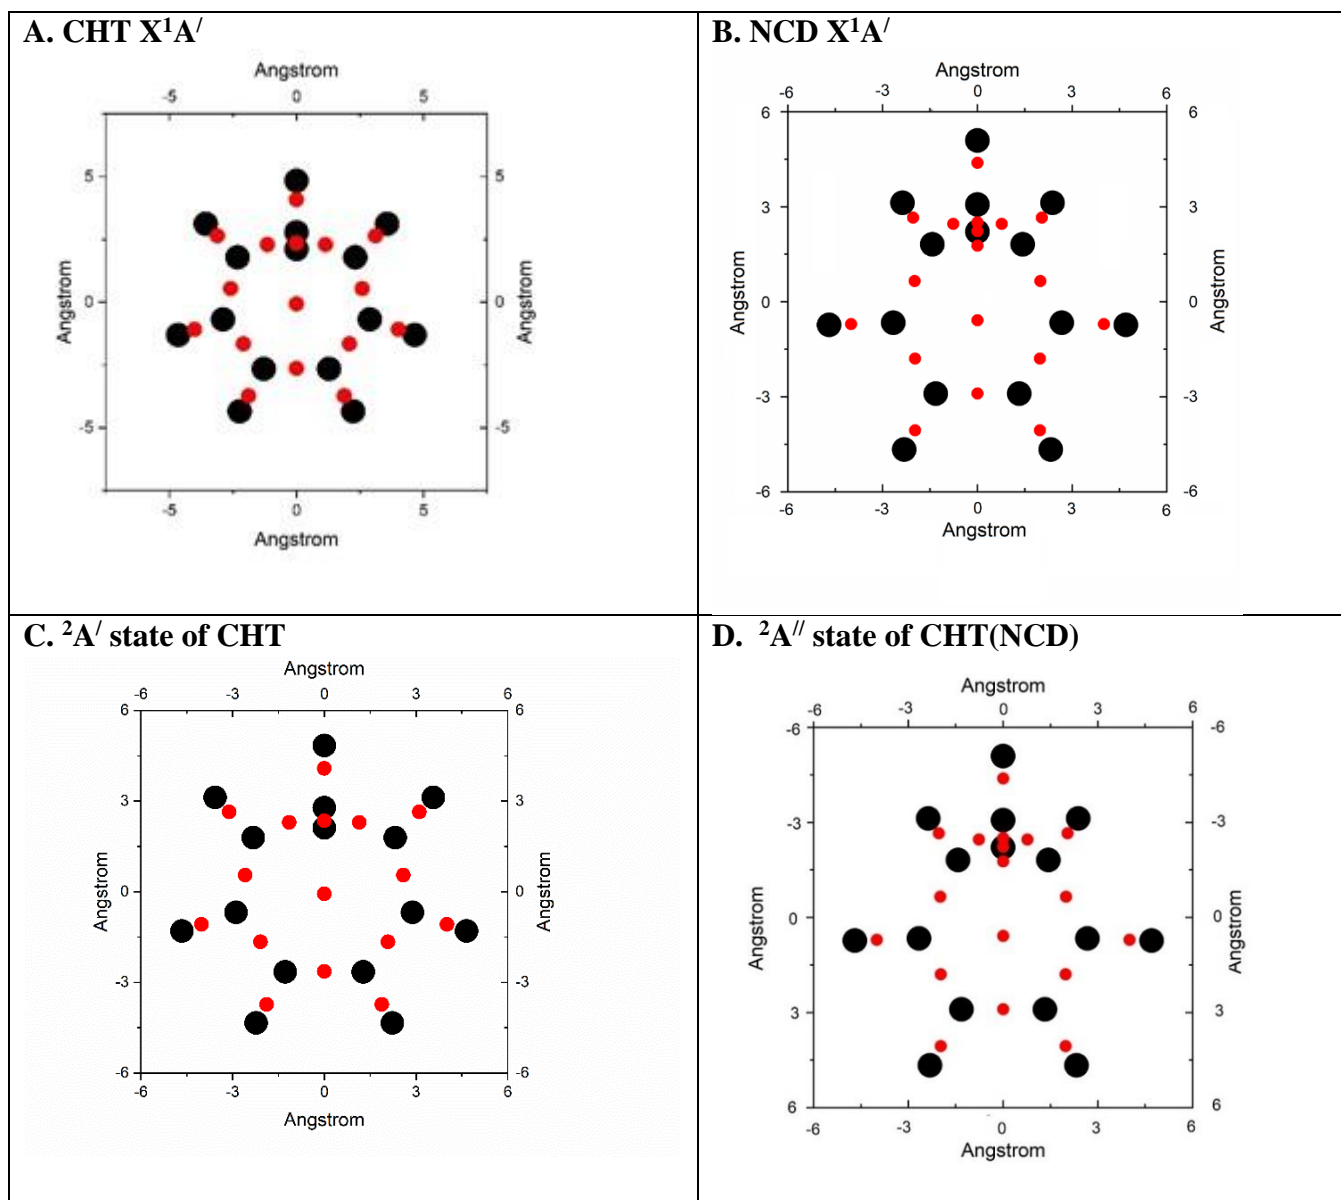 A. CHT X¹A/
Angstrom
-5 0 5
5 5
Angstrom 0 0 Angstrom
-5 -5
-5 0 5
Angstrom
B. NCD X¹A/
Angstrom
-6 -3 0 3 6
6 6
3 3
Angstrom 0 0 Angstrom
-3 -3
-6 -6
-6 -3 0 3 6
Angstrom
C. ²A/ state of CHT
Angstrom
-6 -3 0 3 6
6 6
3 3
Angstrom 0 0 Angstrom
-3 -3
-6 -6
-6 -3 0 3 6
Angstrom
D. ²A// state of CHT(NCD)
Angstrom
-6 -3 0 3 6
-6 -6
-3 -3
Angstrom 0 0 Angstrom
3 3
6 6
-6 -3 0 3 6
Angstrom